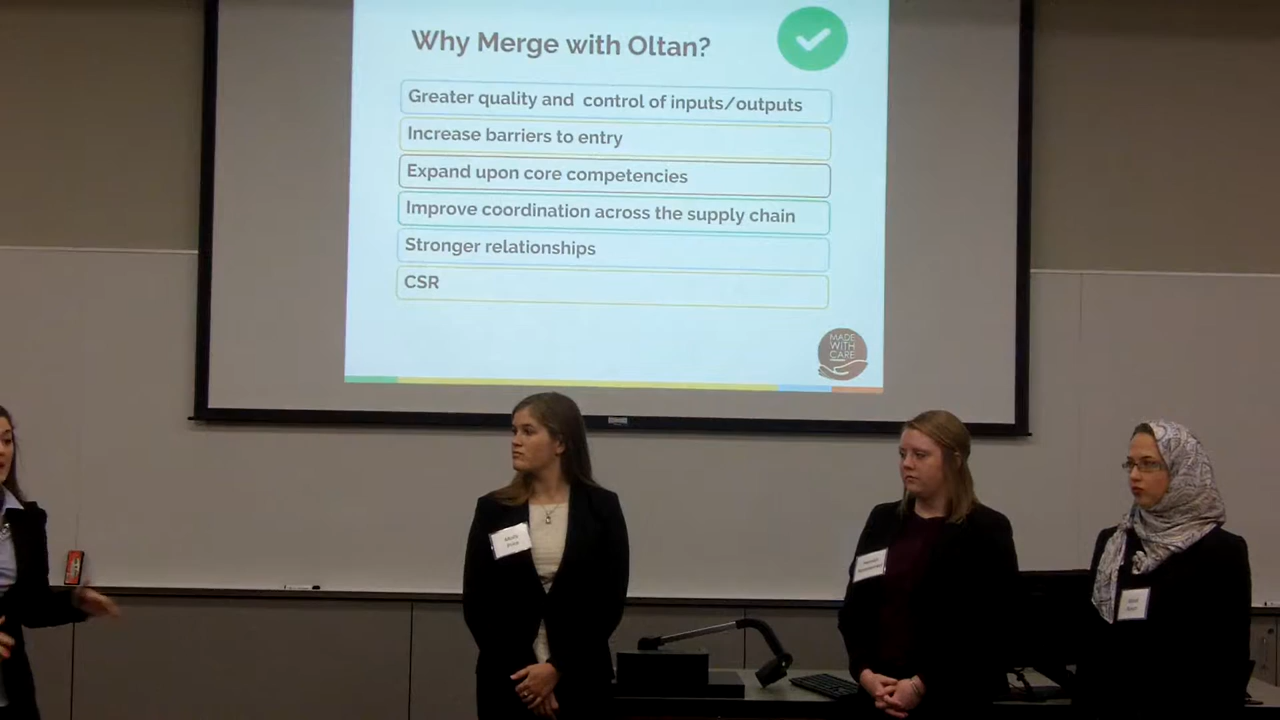 Why Merge with Oltan?
Greater quality and control of inputs/outputs
Increase barriers to entry
Expand upon core competencies
Improve coordination across the supply chain
Stronger relationships
CSR
MADE
WITH
CARE